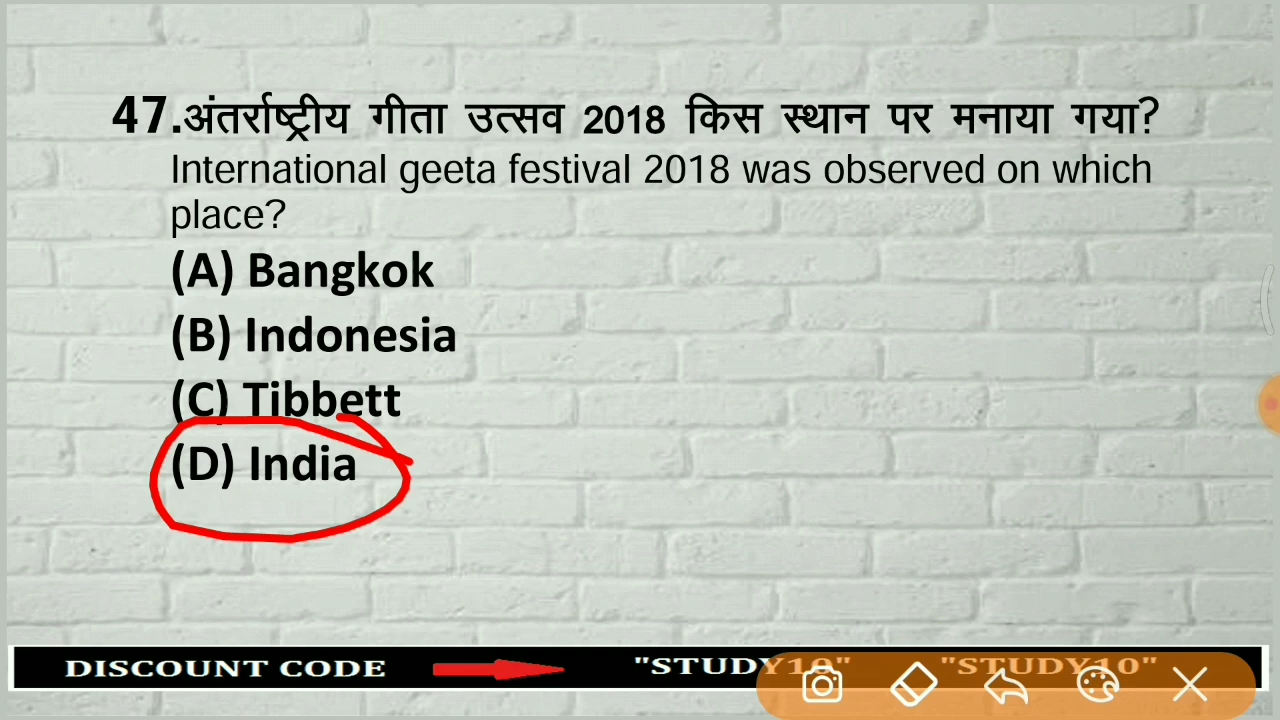 47.अंतर्राष्ट्रीय गीता उत्सव 2018 किस स्थान पर मनाया गया?
International geeta festival 2018 was observed on which
place?
(A) Bangkok
(B) Indonesia
(C) Tibbett
(D) India
DISCOUNT CODE "STUDY10" "STUDY10"